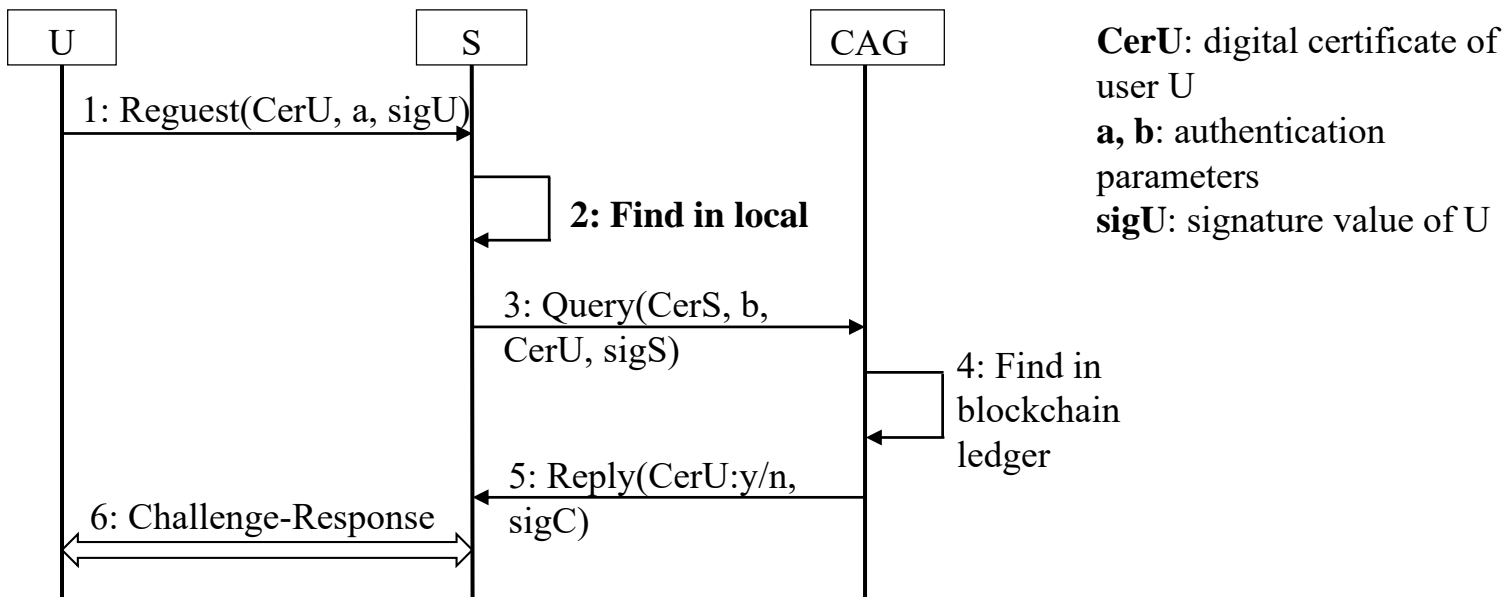 U
S
CAG
1: Reguest(CerU, a, sigU)
2: Find in local
3: Query(CerS, b,
CerU, sigS)
4: Find in
blockchain
ledger
5: Reply(CerU:y/n,
sigC)
6: Challenge-Response
CerU: digital certificate of
user U
a, b: authentication
parameters
sigU: signature value of U